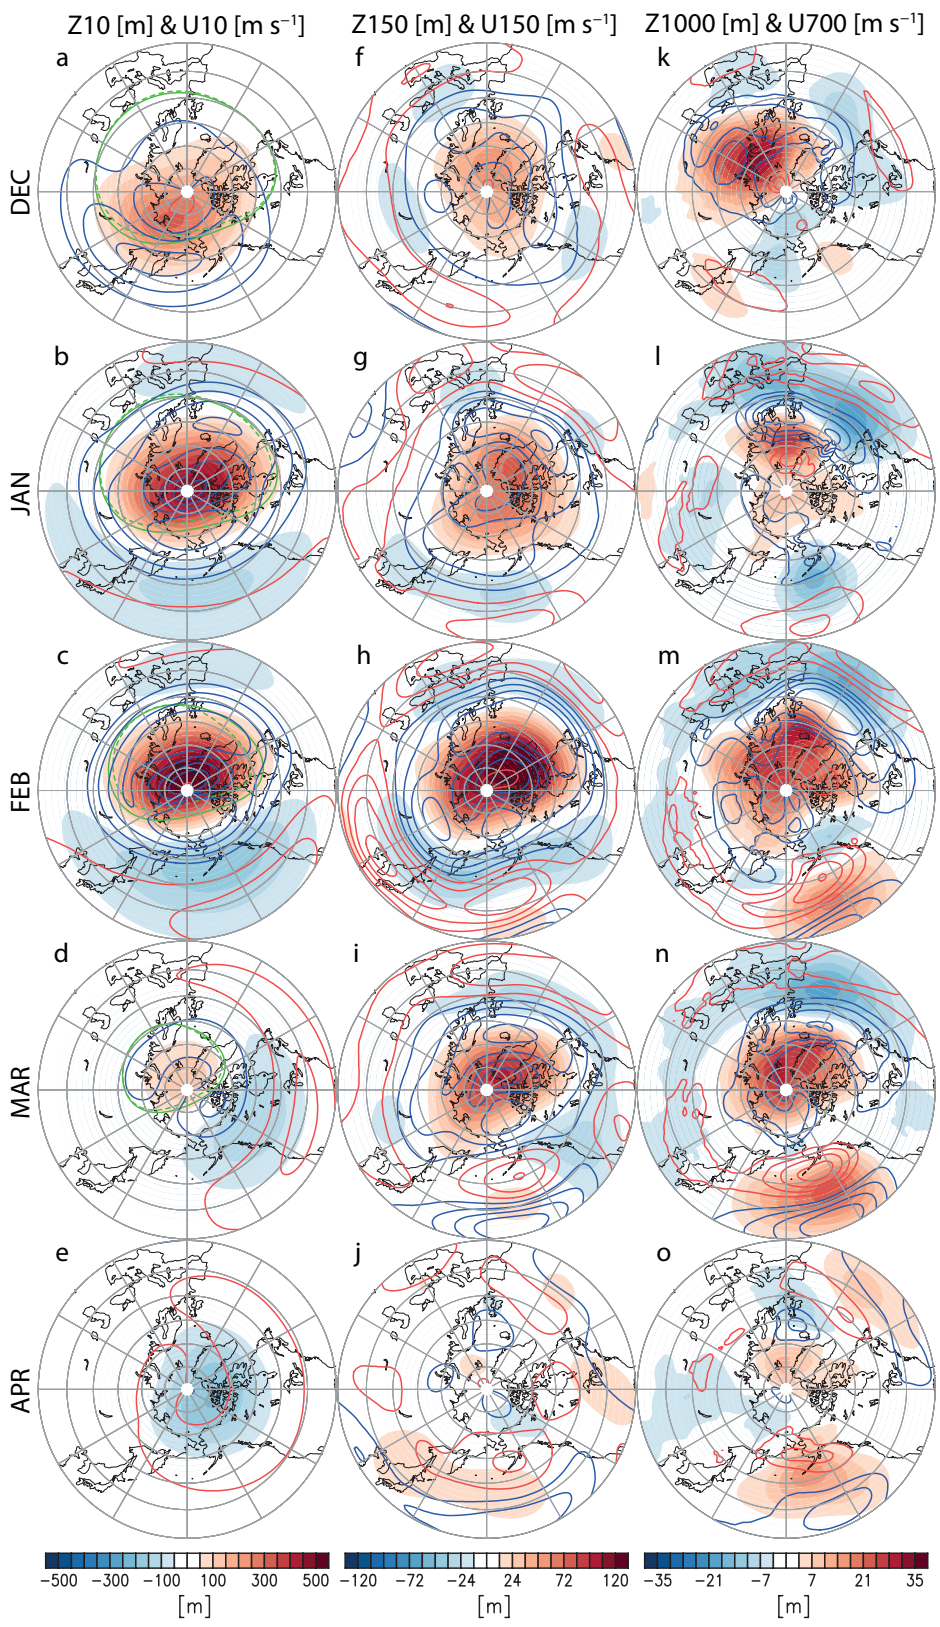 Z10 [m] & U10 [m s⁻¹] Z150 [m] & U150 [m s⁻¹] Z1000 [m] & U700 [m s⁻¹]
a f k
DEC
b g l
JAN
c h m
FEB
d i n
MAR
e j o
APR
−500 −300 −100 100 300 500 −120 −72 −24 24 72 120 −35 −21 −7 7 21 35
[m] [m] [m]